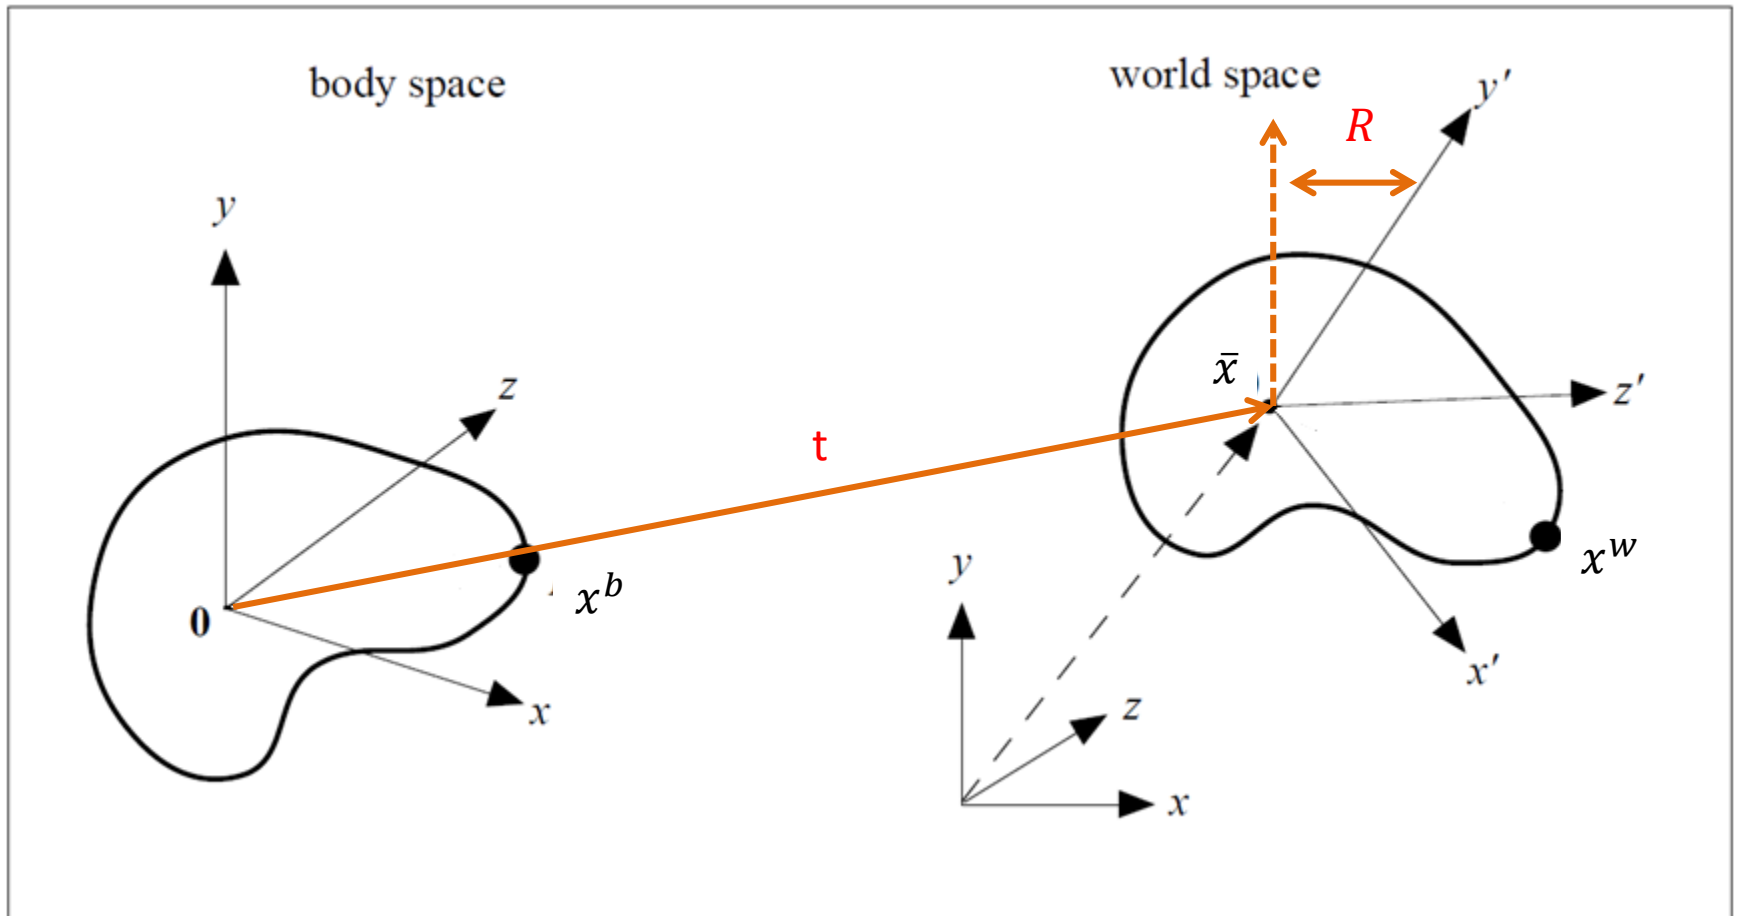 body space
world space
y′
R
y
z
x̄
z′
t
y
x^w
x^b
0
x′
x
z
x